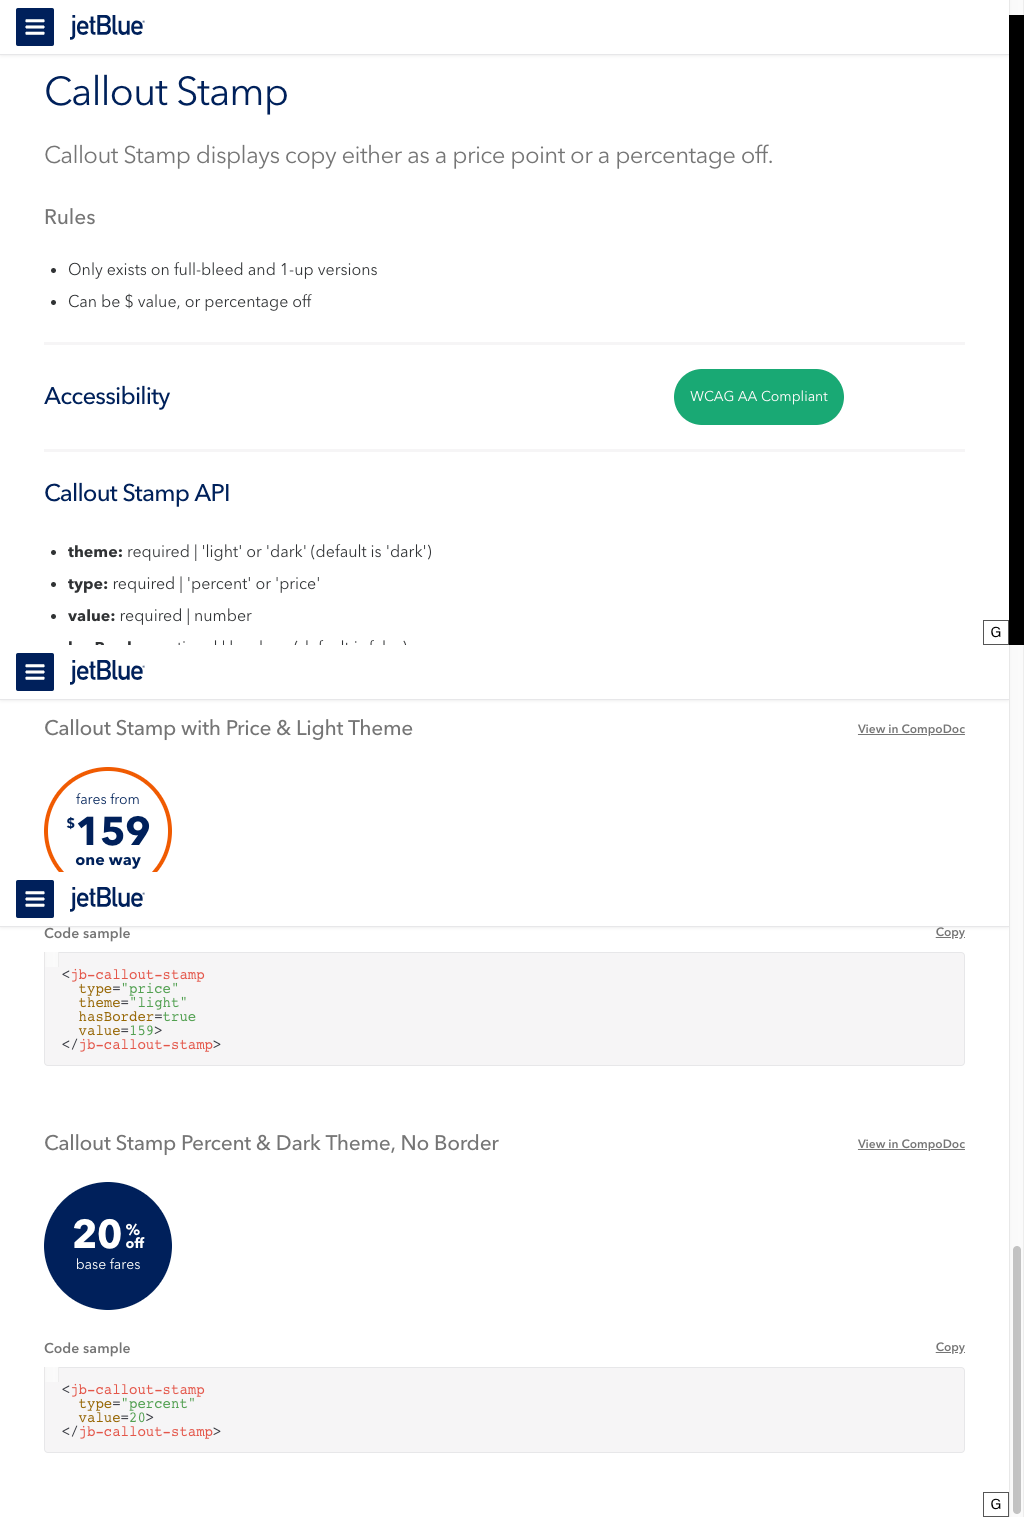 jetBlue
Callout Stamp
Callout Stamp displays copy either as a price point or a percentage off.
Rules
Only exists on full-bleed and 1-up versions
Can be $ value, or percentage off
Accessibility
WCAG AA Compliant
Callout Stamp API
theme: required | 'light' or 'dark' (default is 'dark')
type: required | 'percent' or 'price'
value: required | number
G
jetBlue
Callout Stamp with Price & Light Theme
View in CompoDoc
fares from
$159
one way
jetBlue
Code sample
Copy
<jb-callout-stamp
type="price"
theme="light"
hasBorder=true
value=159>
</jb-callout-stamp>
Callout Stamp Percent & Dark Theme, No Border
View in CompoDoc
20% off
base fares
Code sample
Copy
<jb-callout-stamp
type="percent"
value=20>
</jb-callout-stamp>
G